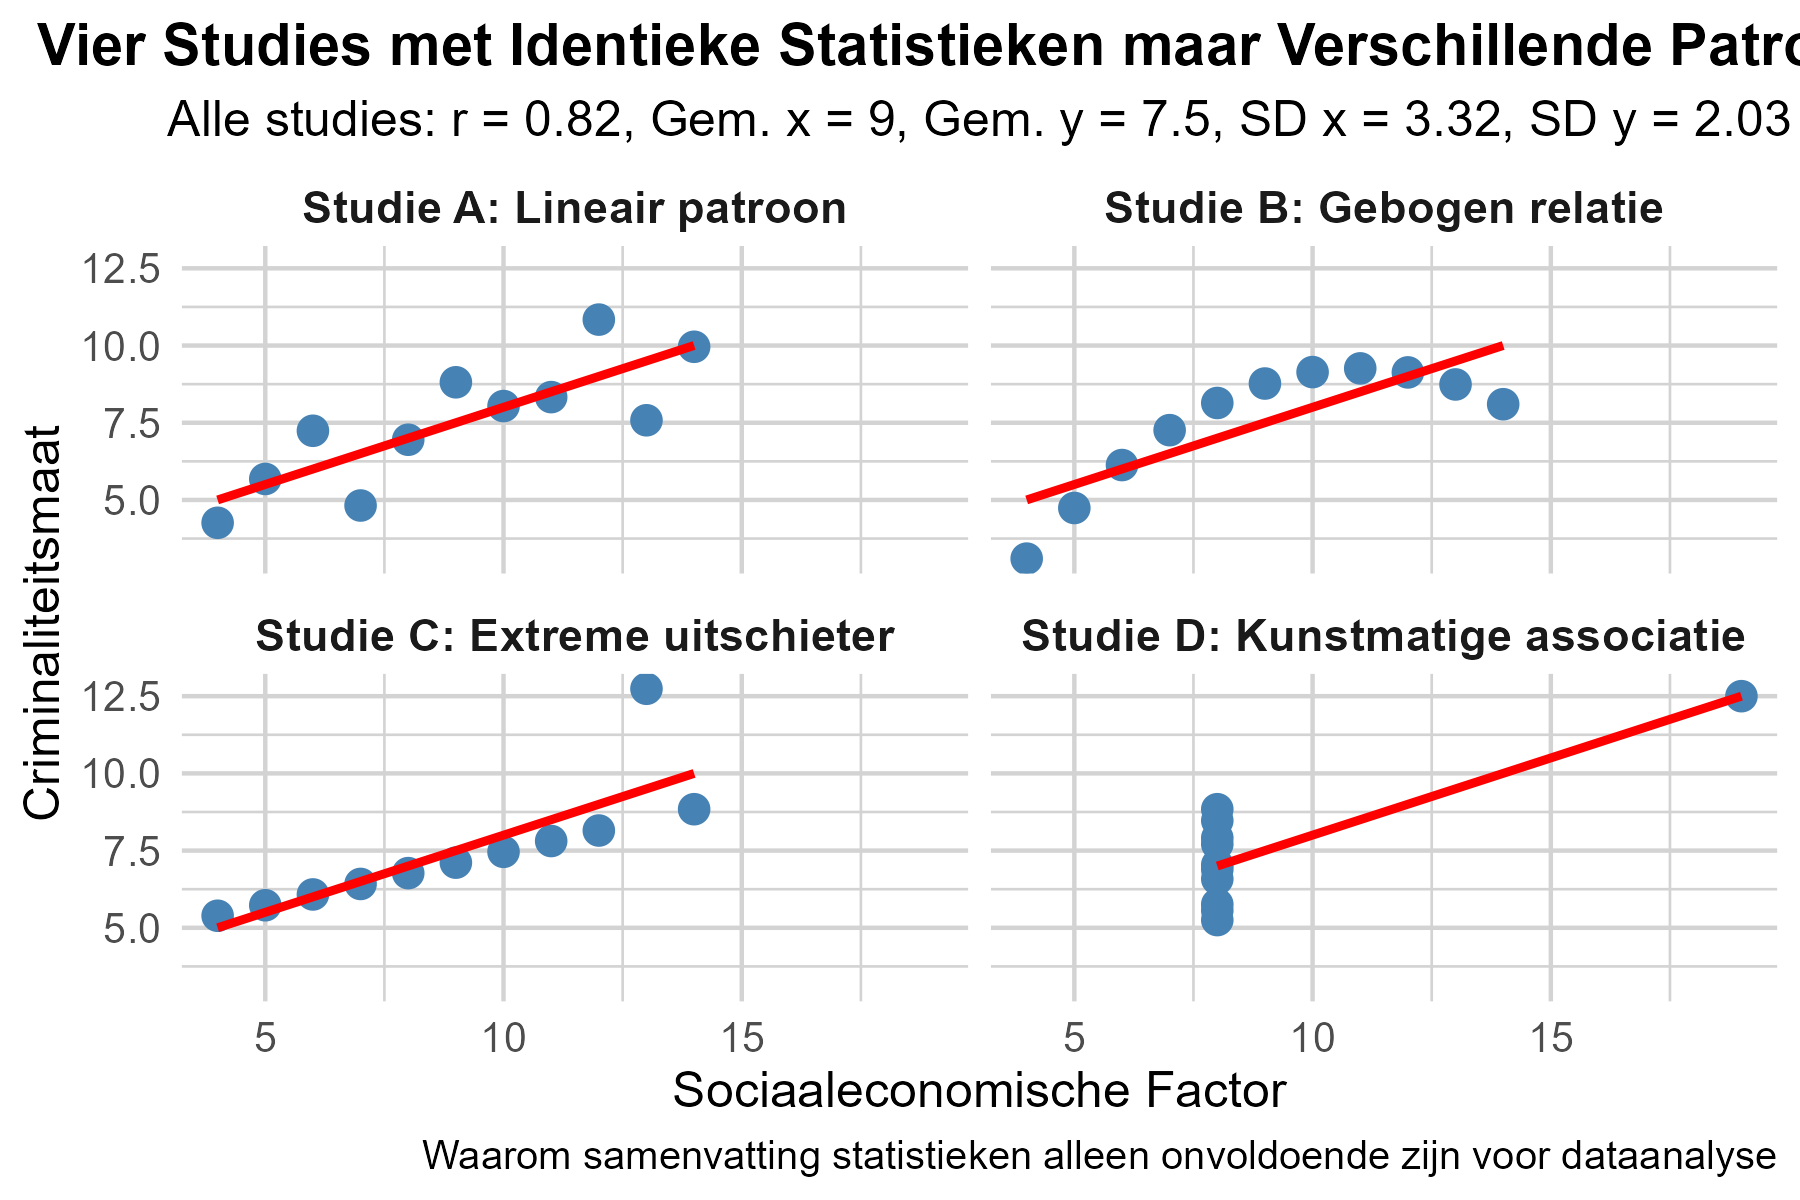 Vier Studies met Identieke Statistieken maar Verschillende Patro
Alle studies: r = 0.82, Gem. x = 9, Gem. y = 7.5, SD x = 3.32, SD y = 2.03
Studie A: Lineair patroon
Studie B: Gebogen relatie
12.5
10.0
7.5
5.0
Criminaliteitsmaat
Studie C: Extreme uitschieter
Studie D: Kunstmatige associatie
12.5
10.0
7.5
5.0
5 10 15
5 10 15
Sociaaleconomische Factor
Waarom samenvatting statistieken alleen onvoldoende zijn voor dataanalyse